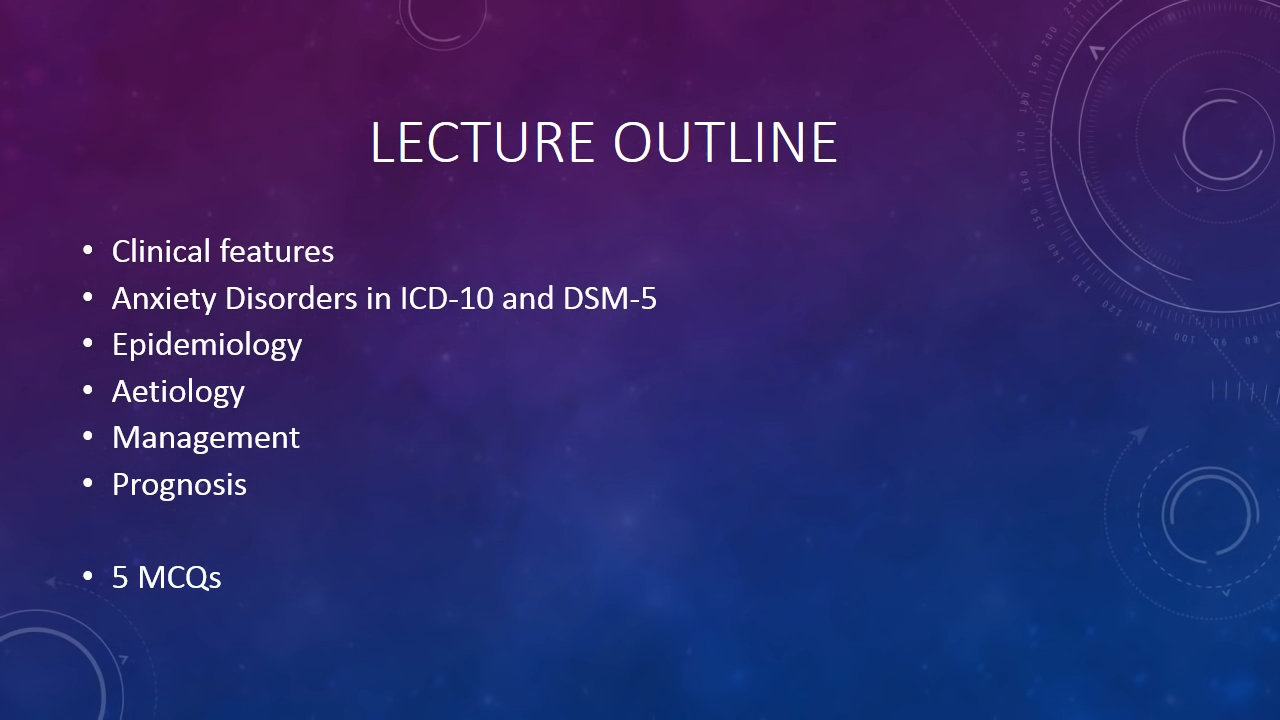 LECTURE OUTLINE
• Clinical features
• Anxiety Disorders in ICD-10 and DSM-5
• Epidemiology
• Aetiology
• Management
• Prognosis
• 5 MCQs